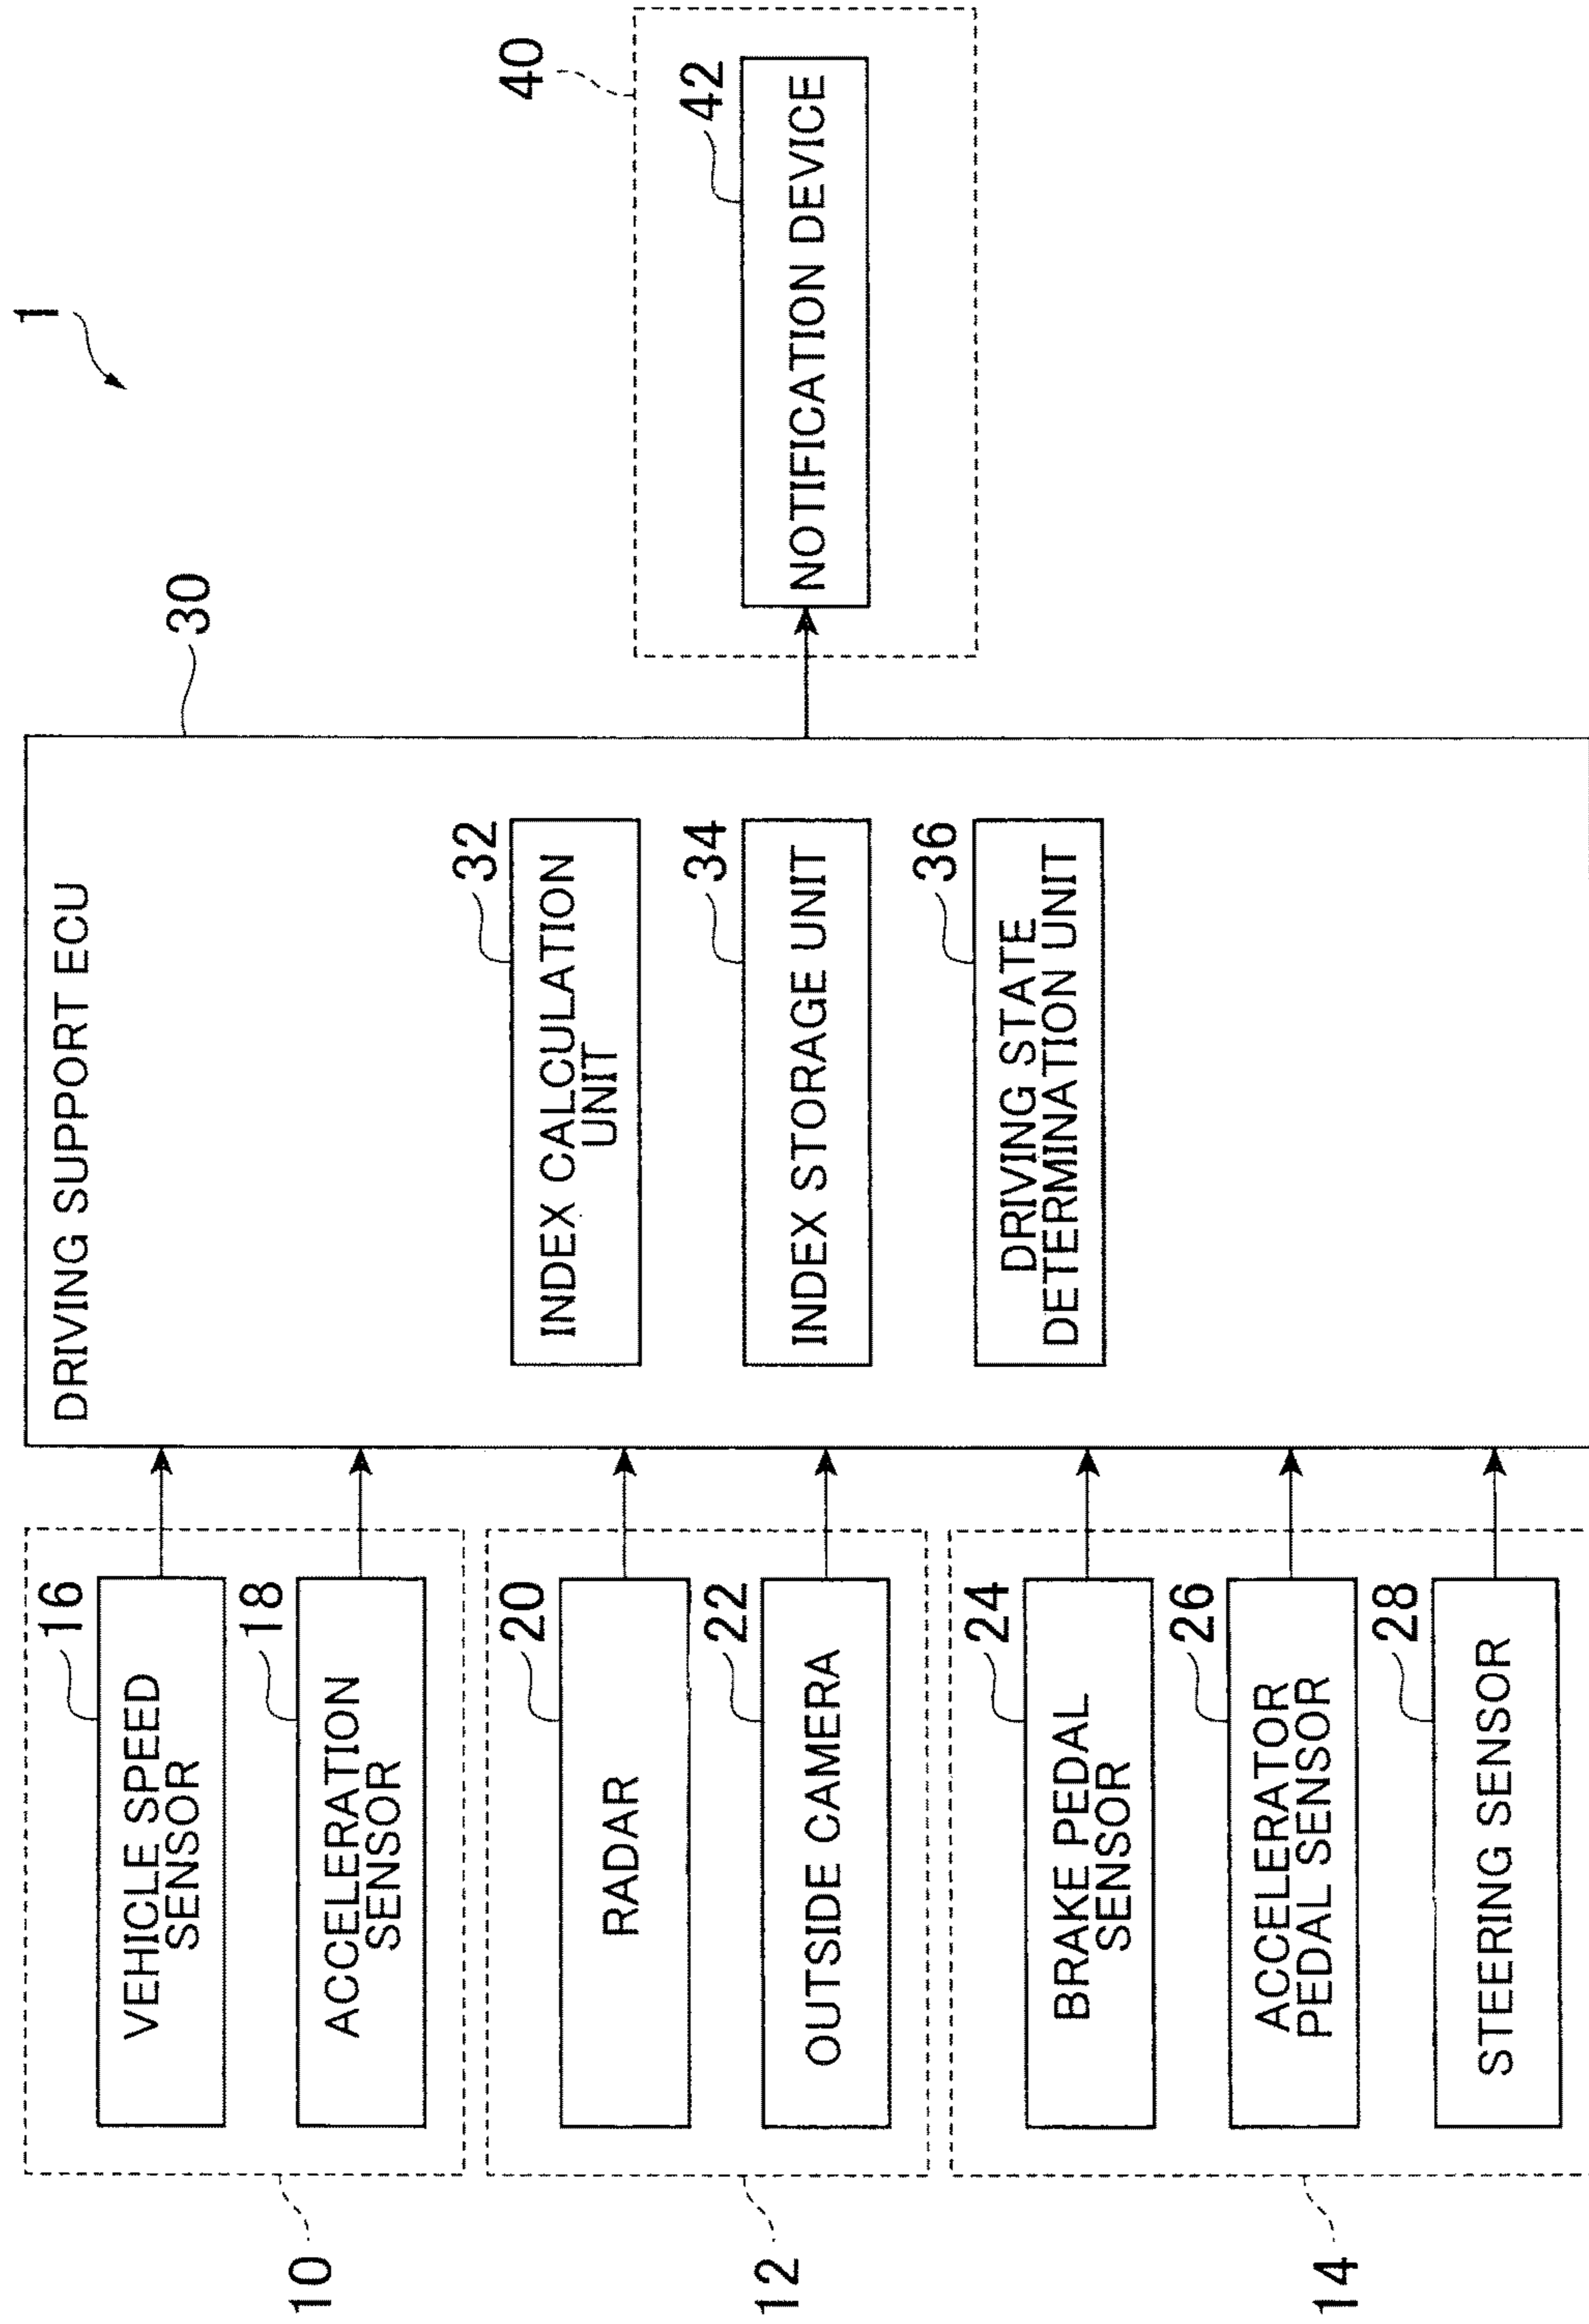 1
10
16
VEHICLE SPEED
SENSOR
18
ACCELERATION
SENSOR
12
20
RADAR
22
OUTSIDE CAMERA
14
24
BRAKE PEDAL
SENSOR
26
ACCELERATOR
PEDAL SENSOR
28
STEERING SENSOR
30
DRIVING SUPPORT ECU
32
INDEX CALCULATION
UNIT
34
INDEX STORAGE UNIT
36
DRIVING STATE
DETERMINATION UNIT
40
42
NOTIFICATION DEVICE